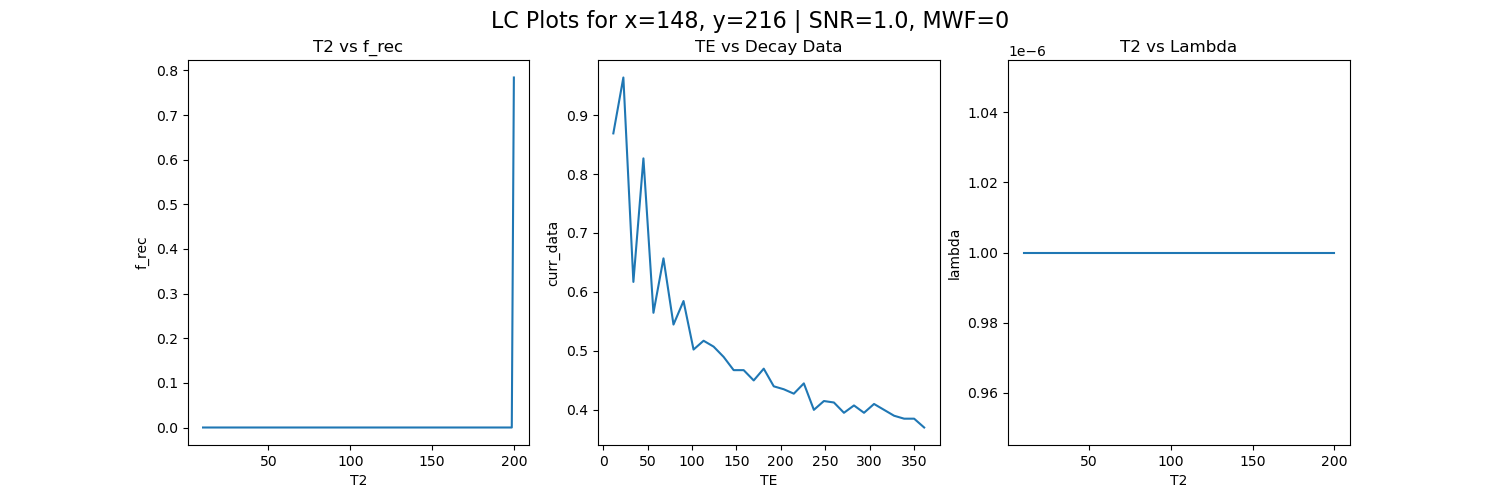 LC Plots for x=148, y=216 | SNR=1.0, MWF=0
T2 vs f_rec
0.8
0.7
0.6
0.5
0.4
0.3
0.2
0.1
0.0
f_rec
50 100 150 200
T2
TE vs Decay Data
0.9
0.8
0.7
0.6
0.5
0.4
curr_data
0 50 100 150 200 250 300 350
TE
T2 vs Lambda
1e−6
1.04
1.02
1.00
0.98
0.96
lambda
50 100 150 200
T2